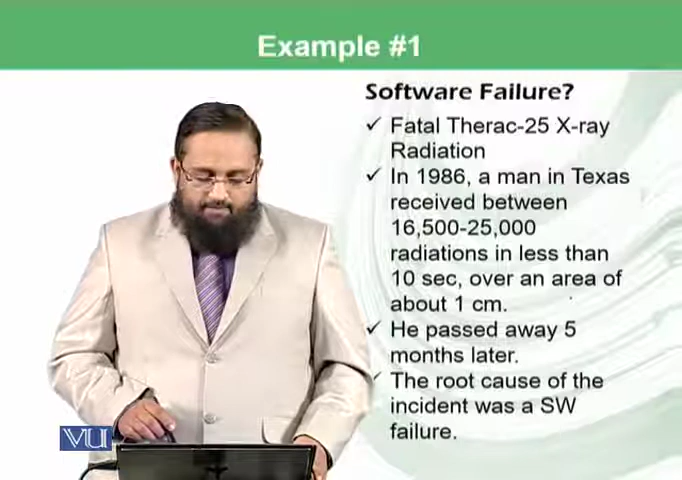 Example #1
Software Failure?
✓ Fatal Therac-25 X-ray
Radiation
✓ In 1986, a man in Texas
received between
16,500-25,000
radiations in less than
10 sec, over an area of
about 1 cm.
✓ He passed away 5
months later.
✓ The root cause of the
incident was a SW
failure.
VU